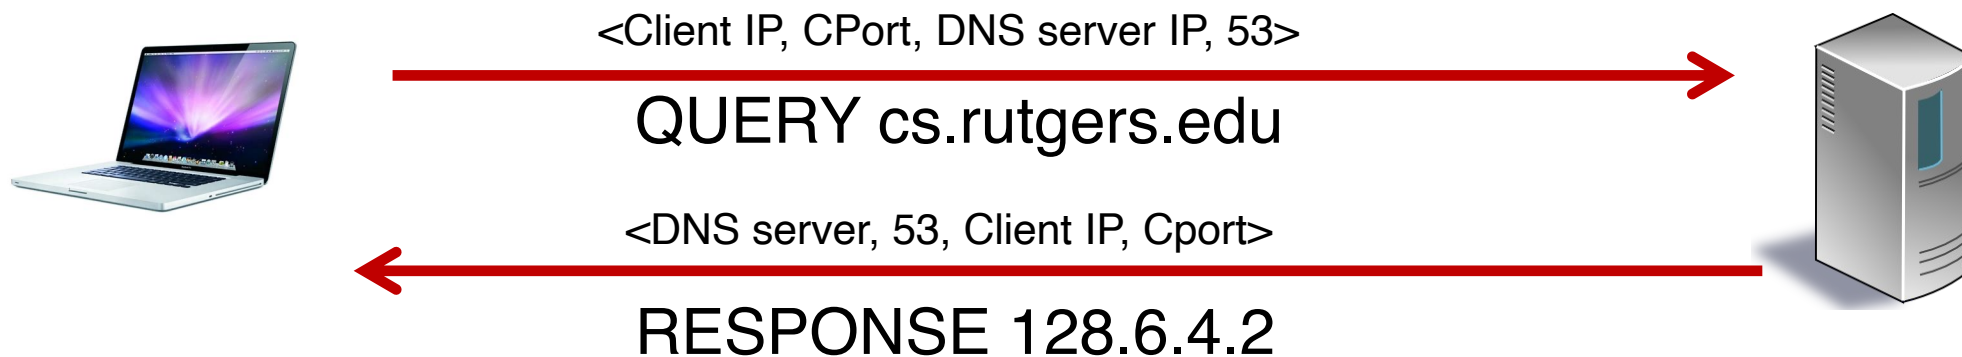 <Client IP, CPort, DNS server IP, 53>
QUERY cs.rutgers.edu
<DNS server, 53, Client IP, Cport>
RESPONSE 128.6.4.2